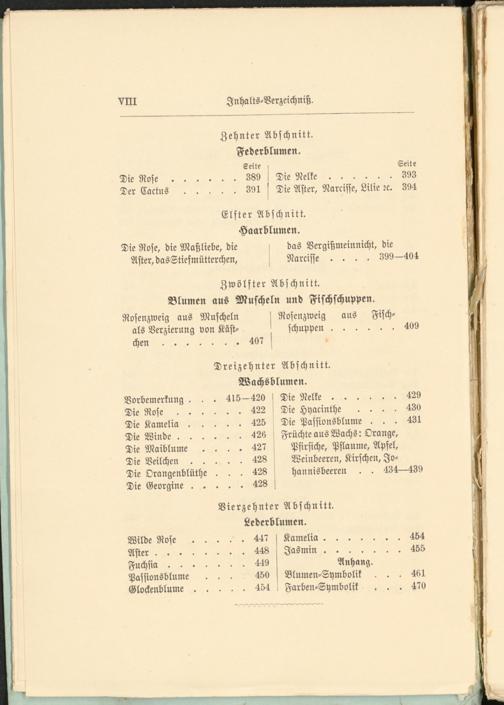 VIII Inhalts-Verzeichniß.
Zehnter Abschnitt.
Federblumen.
Seite
Die Rose . . . . . . 389
Der Cactus . . . . . 391
Seite
Die Nelke . . . . . . 393
Die Aster, Narcisse, Lilie ꝛc. 394
Elfter Abschnitt.
Haarblumen.
Die Rose, die Maßliebe, die
Aster, das Stiefmütterchen,
das Vergißmeinnicht, die
Narcisse . . . . 399—404
Zwölfter Abschnitt.
Blumen aus Muscheln und Fischschuppen.
Rosenzweig aus Muscheln
als Verzierung von Käst-
chen . . . . . . . 407
Rosenzweig aus Fisch-
schuppen . . . . . . 409
Dreizehnter Abschnitt.
Wachsblumen.
Vorbemerkung . . . 415—420
Die Rose . . . . . . 422
Die Kamelia . . . . . 425
Die Winde . . . . . . 426
Die Maiblume . . . . 427
Die Veilchen . . . . . 428
Die Orangenblüthe . . . 428
Die Georgine . . . . . 428
Die Nelke . . . . . . 429
Die Hyacinthe . . . . 430
Die Passionsblume . . . 431
Früchte aus Wachs: Orange,
Pfirsiche, Pflaume, Apfel,
Weinbeeren, Kirschen, Jo-
hannisbeeren . . 434—439
Vierzehnter Abschnitt.
Lederblumen.
Wilde Rose . . . . . 447
Aster . . . . . . . . 448
Fuchsia . . . . . . . 449
Passionsblume . . . . 450
Glockenblume . . . . . 454
Kamelia . . . . . . . 454
Jasmin . . . . . . . 455
Anhang.
Blumen-Symbolik . . . 461
Farben-Symbolik . . . . 470